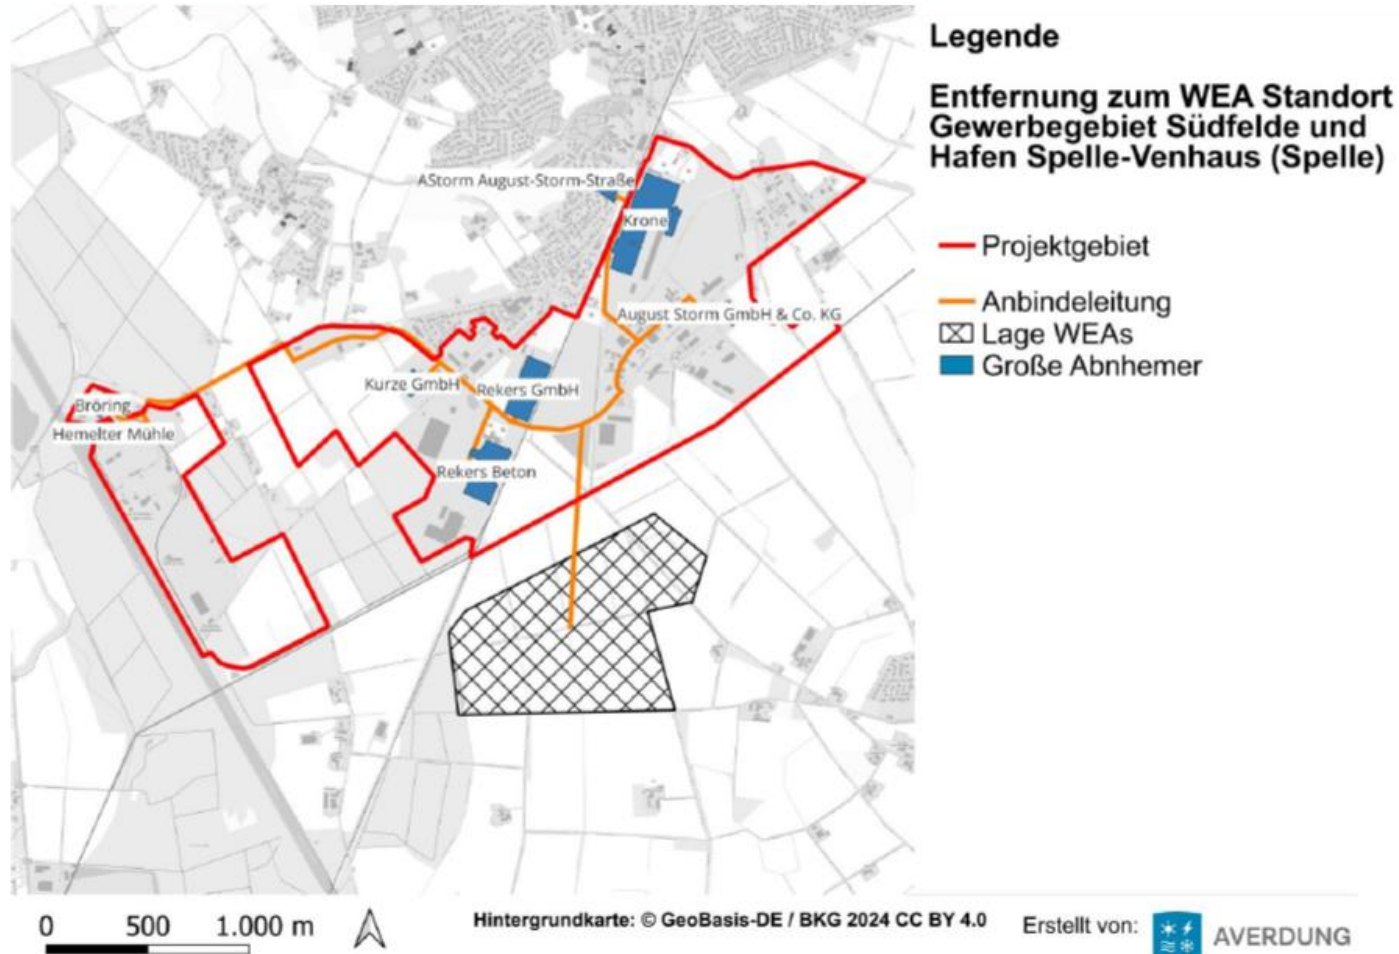 Legende
Entfernung zum WEA Standort
Gewerbegebiet Südfelde und
Hafen Spelle-Venhaus (Spelle)
Projektgebiet
Anbindeleitung
Lage WEAs
Große Abnhemer
AStorm August-Storm-Straße
Krone
August Storm GmbH & Co. KG
Kurze GmbH
Rekers GmbH
Bröring
Hemelter Mühle
Rekers Beton
0 500 1.000 m
Hintergrundkarte: © GeoBasis-DE / BKG 2024 CC BY 4.0
Erstellt von:
AVERDUNG